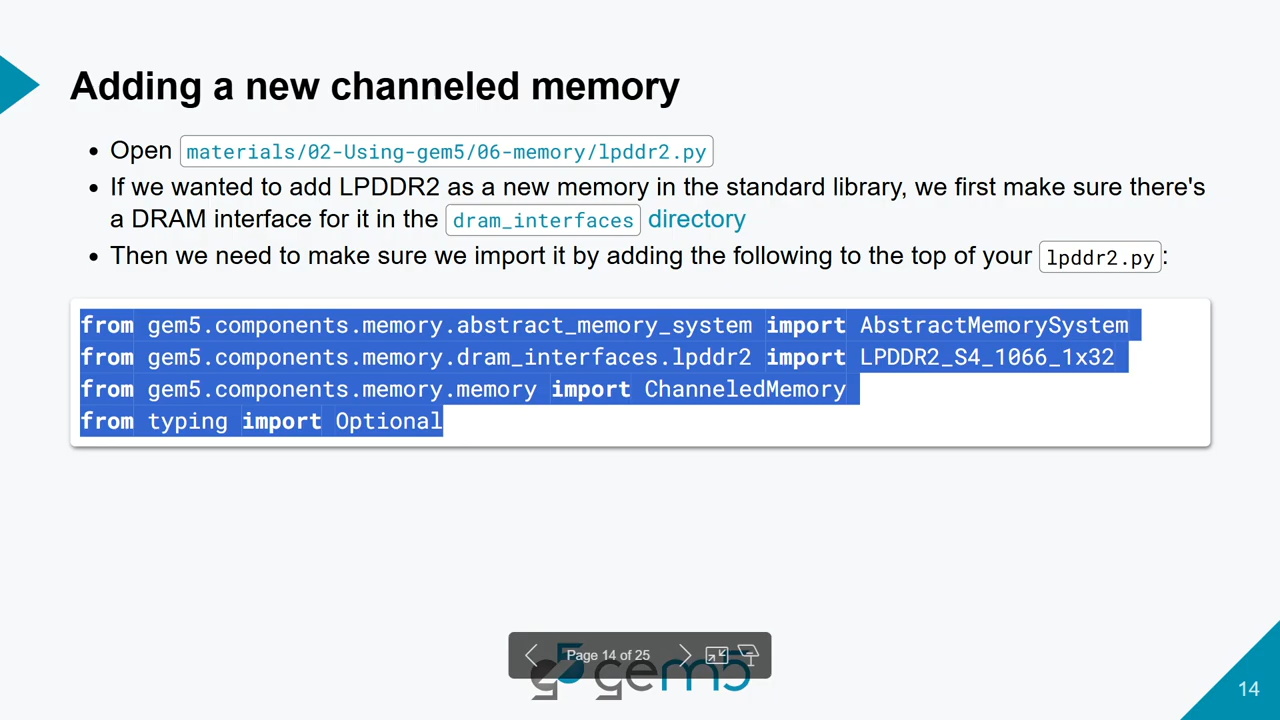 Adding a new channeled memory
Open materials/02-Using-gem5/06-memory/lpddr2.py
If we wanted to add LPDDR2 as a new memory in the standard library, we first make sure there's
a DRAM interface for it in the dram_interfaces directory
Then we need to make sure we import it by adding the following to the top of your lpddr2.py:
from gem5.components.memory.abstract_memory_system import AbstractMemorySystem
from gem5.components.memory.dram_interfaces.lpddr2 import LPDDR2_S4_1066_1x32
from gem5.components.memory.memory import ChanneledMemory
from typing import Optional
Page 14 of 25
gem5
14